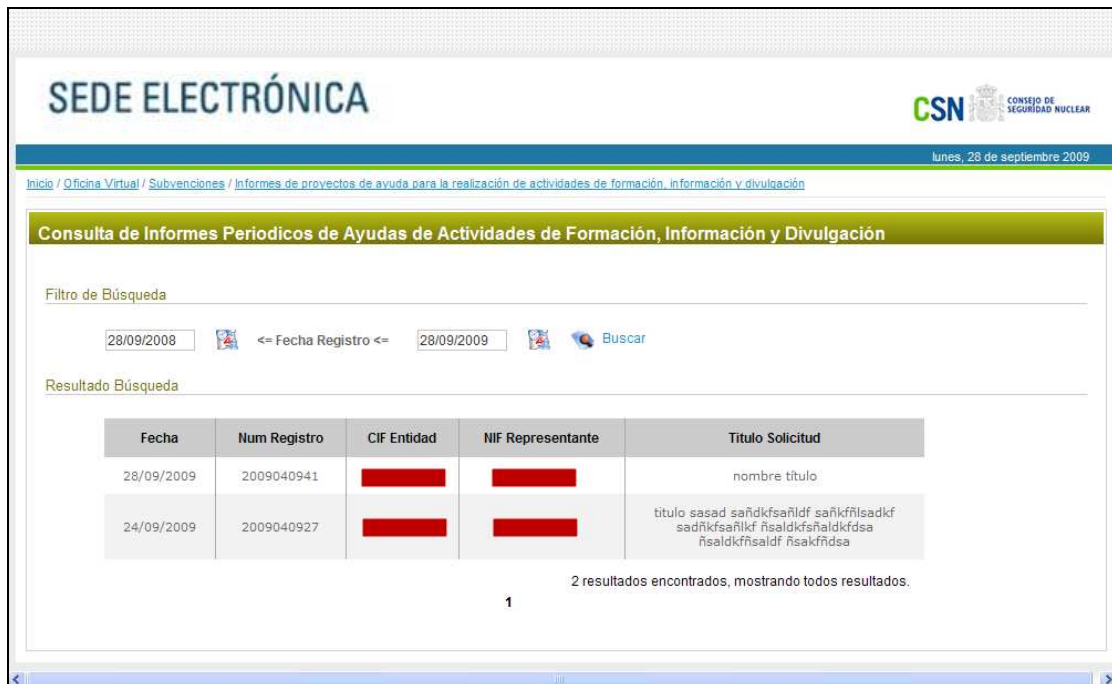 SEDE ELECTRÓNICA
CSN CONSEJO DE
SEGURIDAD NUCLEAR
lunes, 28 de septiembre 2009
Inicio / Oficina Virtual / Subvenciones / Informes de proyectos de ayuda para la realización de actividades de formación, información y divulgación
Consulta de Informes Periodicos de Ayudas de Actividades de Formación, Información y Divulgación
Filtro de Búsqueda
28/09/2008 <= Fecha Registro <= 28/09/2009 Buscar
Resultado Búsqueda
Fecha Num Registro CIF Entidad NIF Representante Titulo Solicitud
28/09/2009 2009040941 nombre título
24/09/2009 2009040927 titulo sasad sañdkfsañldf sañkfñlsadkf
sadñkfsañlkf ñsaldkfsñaldkfdsa
ñsaldkfñsaldf ñsakfñdsa
2 resultados encontrados, mostrando todos resultados.
1